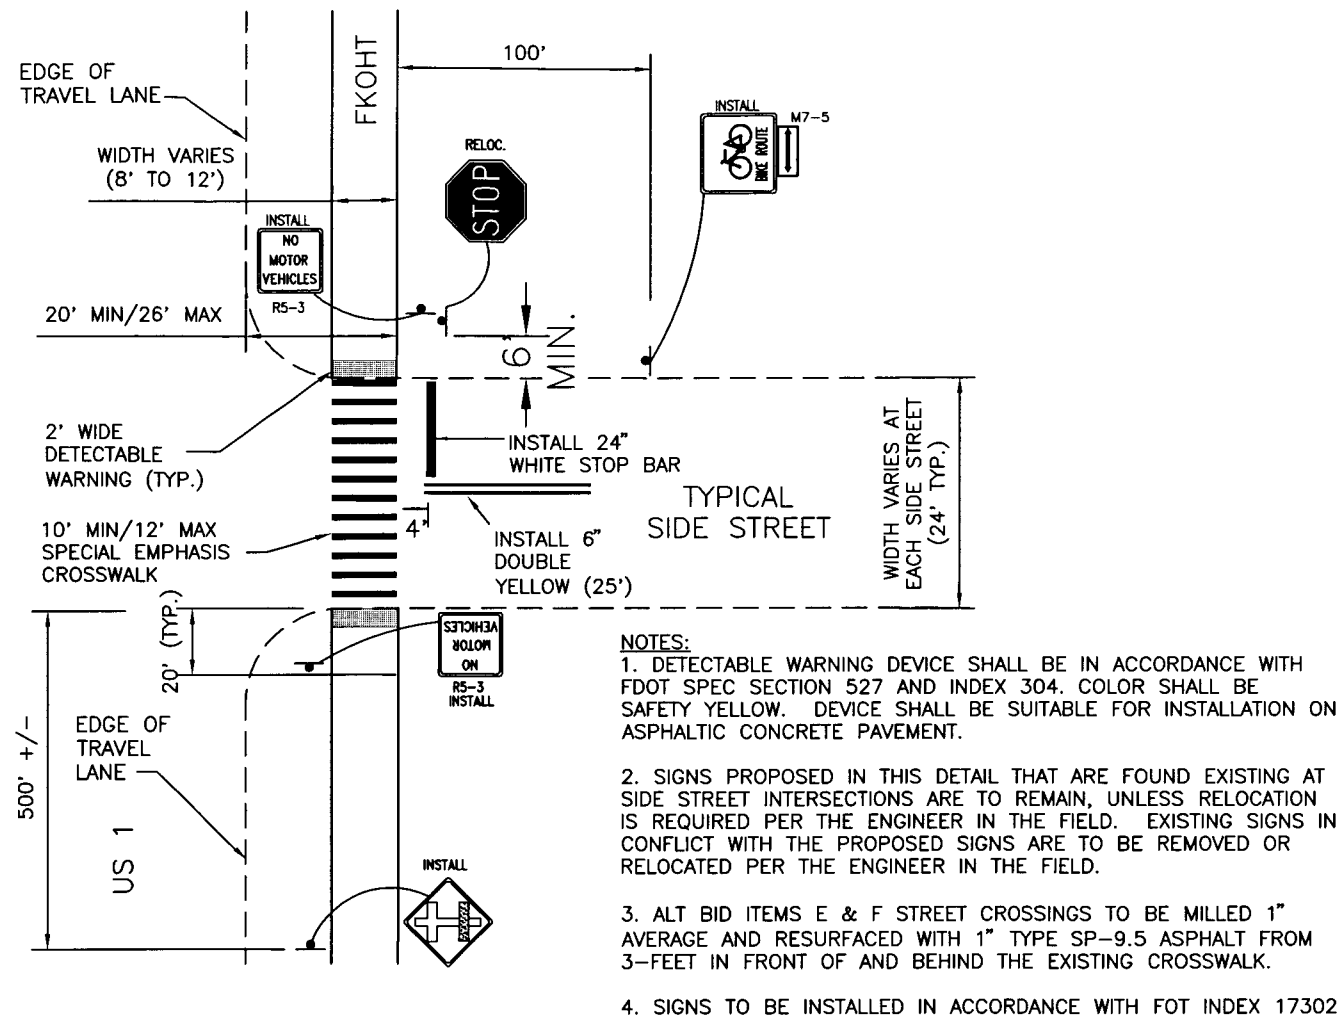 FKOHT
100'
EDGE OF
TRAVEL LANE
INSTALL
M7-5
BIKE ROUTE
WIDTH VARIES
(8' TO 12')
RELOC.
STOP
INSTALL
NO
MOTOR
VEHICLES
R5-3
20' MIN/26' MAX
6'
MIN.
2' WIDE
DETECTABLE
WARNING (TYP.)
INSTALL 24"
WHITE STOP BAR
WIDTH VARIES AT
EACH SIDE STREET
(24' TYP.)
TYPICAL
SIDE STREET
4'
10' MIN/12' MAX
SPECIAL EMPHASIS
CROSSWALK
INSTALL 6"
DOUBLE
YELLOW (25')
20' (TYP.)
NO
MOTOR
VEHICLES
R5-3
INSTALL
500' +/-
EDGE OF
TRAVEL
LANE
US 1
INSTALL
NOTES:
1. DETECTABLE WARNING DEVICE SHALL BE IN ACCORDANCE WITH
FDOT SPEC SECTION 527 AND INDEX 304. COLOR SHALL BE
SAFETY YELLOW. DEVICE SHALL BE SUITABLE FOR INSTALLATION ON
ASPHALTIC CONCRETE PAVEMENT.
2. SIGNS PROPOSED IN THIS DETAIL THAT ARE FOUND EXISTING AT
SIDE STREET INTERSECTIONS ARE TO REMAIN, UNLESS RELOCATION
IS REQUIRED PER THE ENGINEER IN THE FIELD. EXISTING SIGNS IN
CONFLICT WITH THE PROPOSED SIGNS ARE TO BE REMOVED OR
RELOCATED PER THE ENGINEER IN THE FIELD.
3. ALT BID ITEMS E & F STREET CROSSINGS TO BE MILLED 1"
AVERAGE AND RESURFACED WITH 1" TYPE SP-9.5 ASPHALT FROM
3-FEET IN FRONT OF AND BEHIND THE EXISTING CROSSWALK.
4. SIGNS TO BE INSTALLED IN ACCORDANCE WITH FOT INDEX 17302